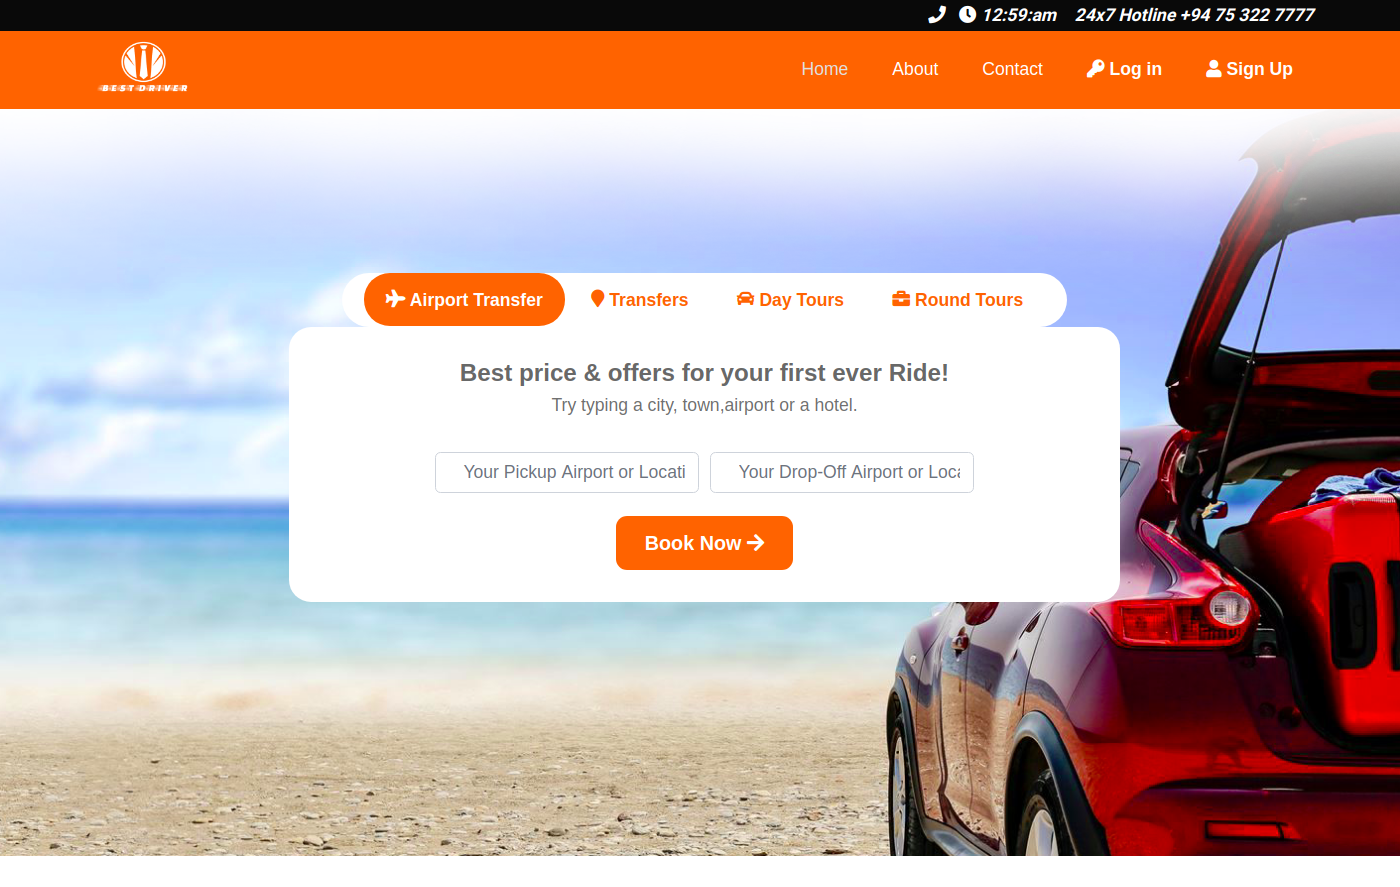 12:59:am 24x7 Hotline +94 75 322 7777
BEST DRIVER
Home About Contact Log in Sign Up
Airport Transfer Transfers Day Tours Round Tours
Best price & offers for your first ever Ride!
Try typing a city, town,airport or a hotel.
Your Pickup Airport or Locati Your Drop-Off Airport or Loca
Book Now